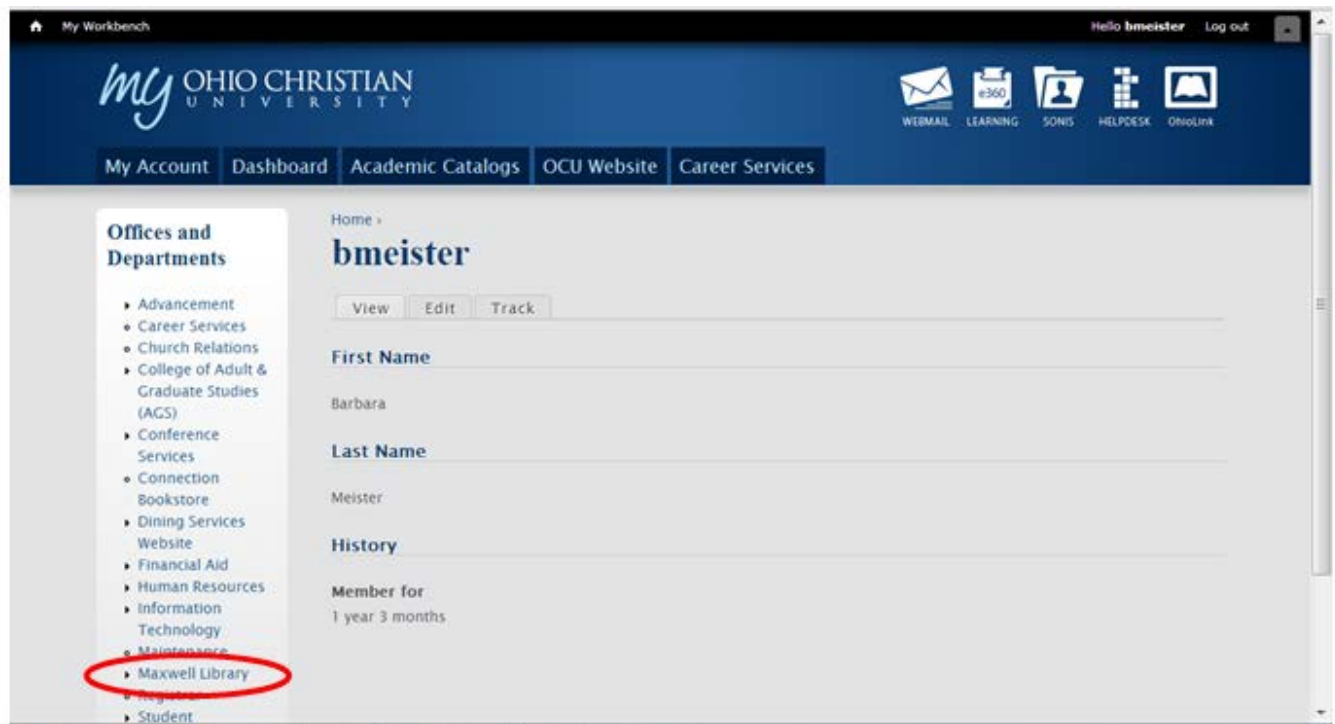 My Workbench
Hello bmeister Log out
my OHIO CHRISTIAN
UNIVERSITY
e360
WEBMAIL LEARNING SONIS HELPDESK OhioLink
My Account Dashboard Academic Catalogs OCU Website Career Services
Offices and
Departments
Advancement
Career Services
Church Relations
College of Adult &
Graduate Studies
(AGS)
Conference
Services
Connection
Bookstore
Dining Services
Website
Financial Aid
Human Resources
Information
Technology
Maintenance
Maxwell Library
Registrar
Student
Home ›
bmeister
View Edit Track
First Name
Barbara
Last Name
Meister
History
Member for
1 year 3 months